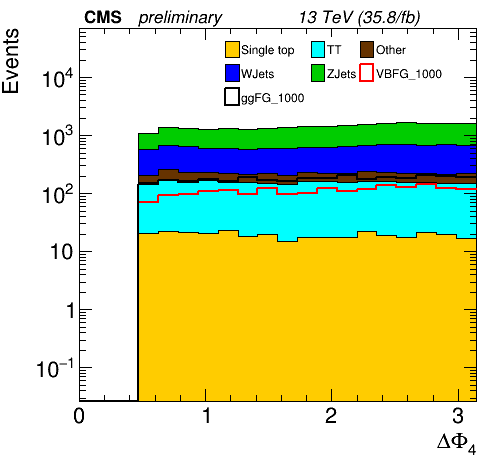 CMS preliminary 13 TeV (35.8/fb)
Events
Single top TT Other
WJets ZJets VBFG_1000
ggFG_1000
10⁴
10³
10²
10
1
10⁻¹
0 1 2 3
ΔΦ₄